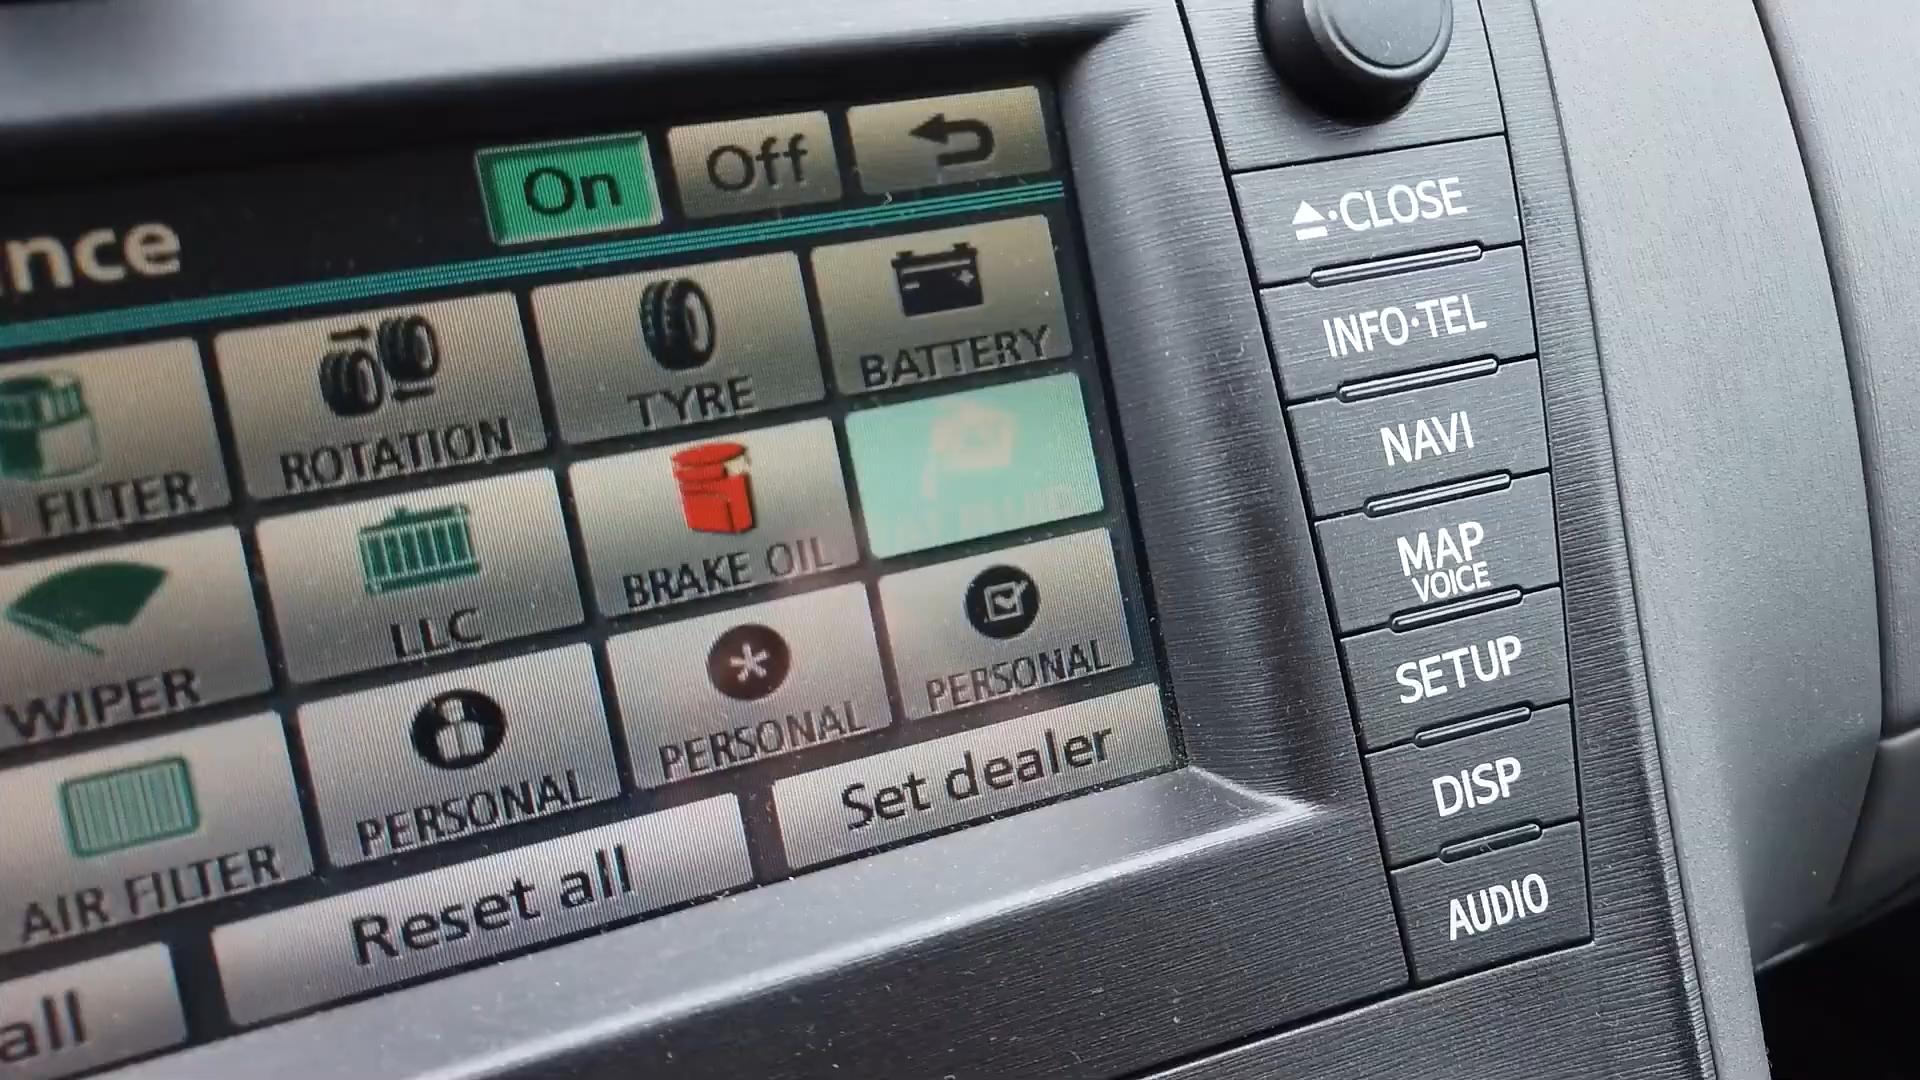 On
Off
nce
FILTER
ROTATION
TYRE
BATTERY
WIPER
LLC
BRAKE OIL
AIR FILTER
PERSONAL
PERSONAL
PERSONAL
all
Reset all
Set dealer
CLOSE
INFO·TEL
NAVI
MAP
VOICE
SETUP
DISP
AUDIO